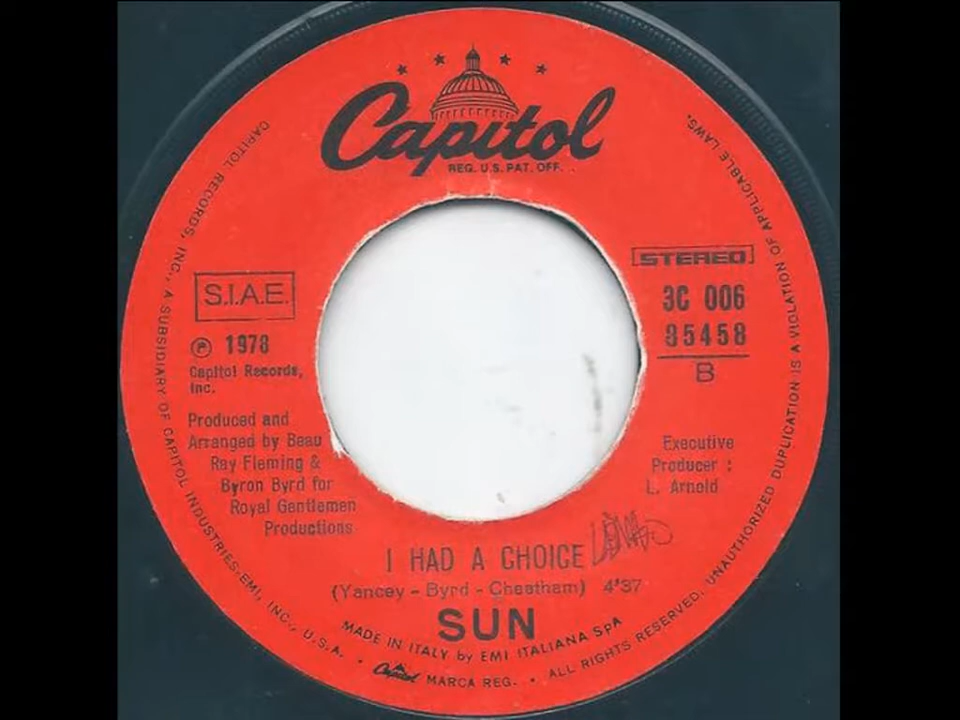 Capitol
REG. U.S. PAT. OFF.
CAPITOL RECORDS, INC., A SUBSIDIARY OF CAPITOL INDUSTRIES-EMI, INC., U.S.A. •
STEREO
S.I.A.E.
3C 006
85458
B
℗ 1978
Capitol Records,
Inc.
Produced and
Arranged by Beau
Ray Fleming &
Byron Byrd for
Royal Gentlemen
Productions
Executive
Producer :
L. Arnold
I HAD A CHOICE
(Yancey - Byrd - Cheatham) 4'37
SUN
MADE IN ITALY by EMI ITALIANA SpA
Capitol MARCA REG. • ALL RIGHTS RESERVED. UNAUTHORIZED DUPLICATION IS A VIOLATION OF APPLICABLE LAWS.